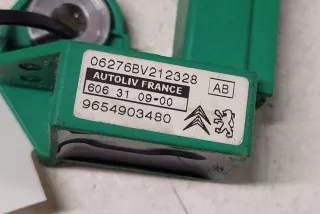 06276BV212328
AUTOLIV FRANCE
AB
606 31 09-00
9654903480